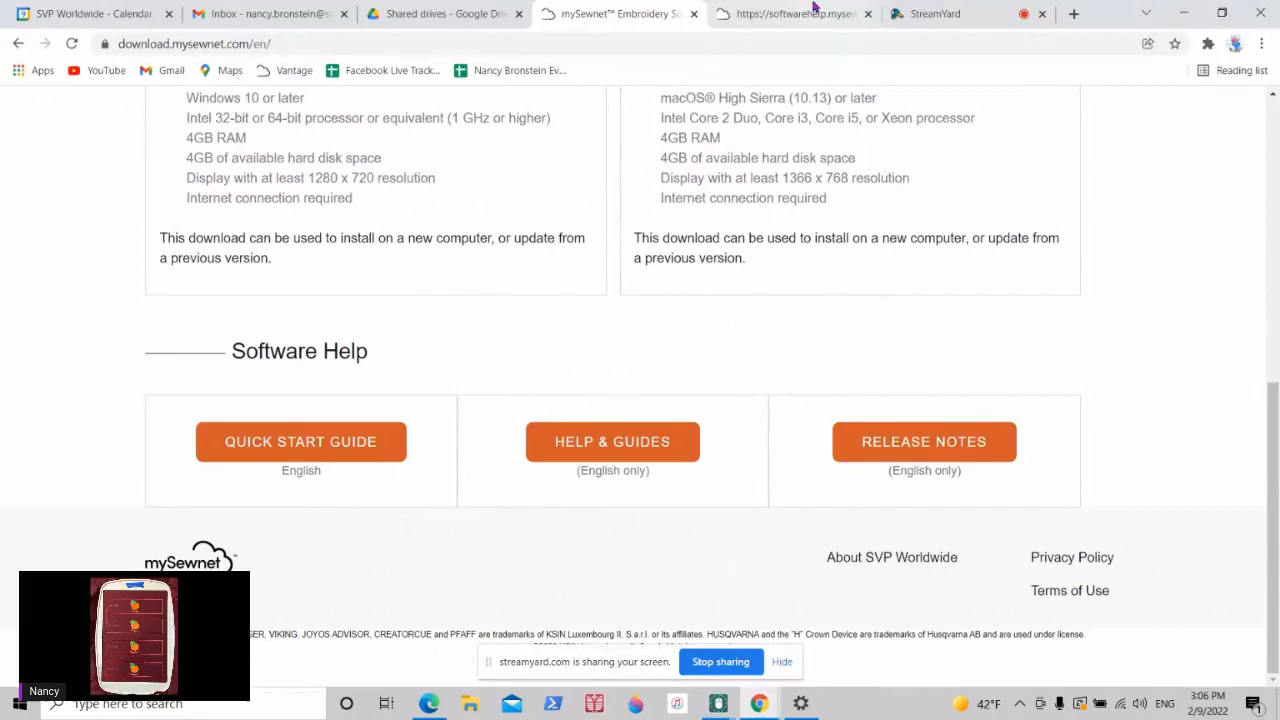 SVP Worldwide - Calenda
Inbox - nancy.bronstein@s
Shared drives - Google Dri
mySewnet™ Embroidery So
https://softwarehelp.myse
StreamYard
download.mysewnet.com/en/
Apps
YouTube
Gmail
Maps
Vantage
Facebook Live Track...
Nancy Bronstein Ev...
Reading list
Windows 10 or later
Intel 32-bit or 64-bit processor or equivalent (1 GHz or higher)
4GB RAM
4GB of available hard disk space
Display with at least 1280 x 720 resolution
Internet connection required
This download can be used to install on a new computer, or update from
a previous version.
macOS® High Sierra (10.13) or later
Intel Core 2 Duo, Core i3, Core i5, or Xeon processor
4GB RAM
4GB of available hard disk space
Display with at least 1366 x 768 resolution
Internet connection required
This download can be used to install on a new computer, or update from
a previous version.
Software Help
QUICK START GUIDE
English
HELP & GUIDES
(English only)
RELEASE NOTES
(English only)
mySewnet™
About SVP Worldwide
Privacy Policy
Terms of Use
GER, VIKING, JOYOS ADVISOR, CREATORCUE and PFAFF are trademarks of KSIN Luxembourg II, S.a.r.l. or its affiliates. HUSQVARNA and the "H" Crown Device are trademarks of Husqvarna AB and are used under license.
streamyard.com is sharing your screen.
Stop sharing
Hide
Nancy
Type here to search
42°F
ENG
3:06 PM
2/9/2022